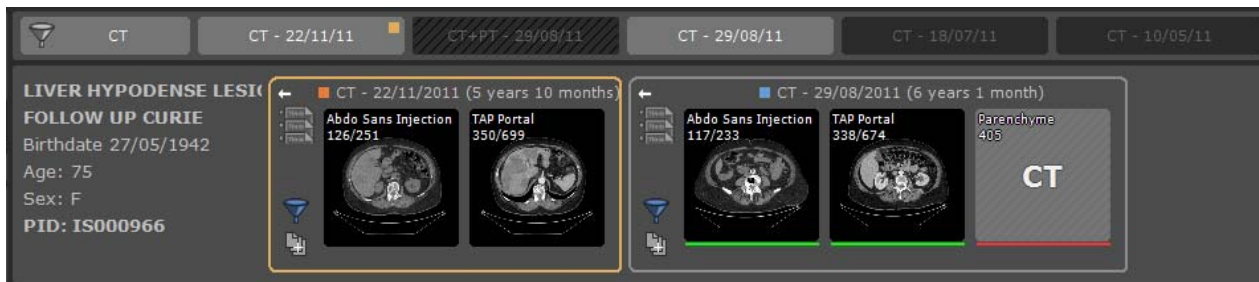 CT
CT - 22/11/11
CT+PT - 29/08/11
CT - 29/08/11
CT - 18/07/11
CT - 10/05/11
LIVER HYPODENSE LESI
FOLLOW UP CURIE
Birthdate 27/05/1942
Age: 75
Sex: F
PID: IS000966
CT - 22/11/2011 (5 years 10 months)
Abdo Sans Injection
126/251
TAP Portal
350/699
CT - 29/08/2011 (6 years 1 month)
Abdo Sans Injection
117/233
TAP Portal
338/674
Parenchyme
405
CT